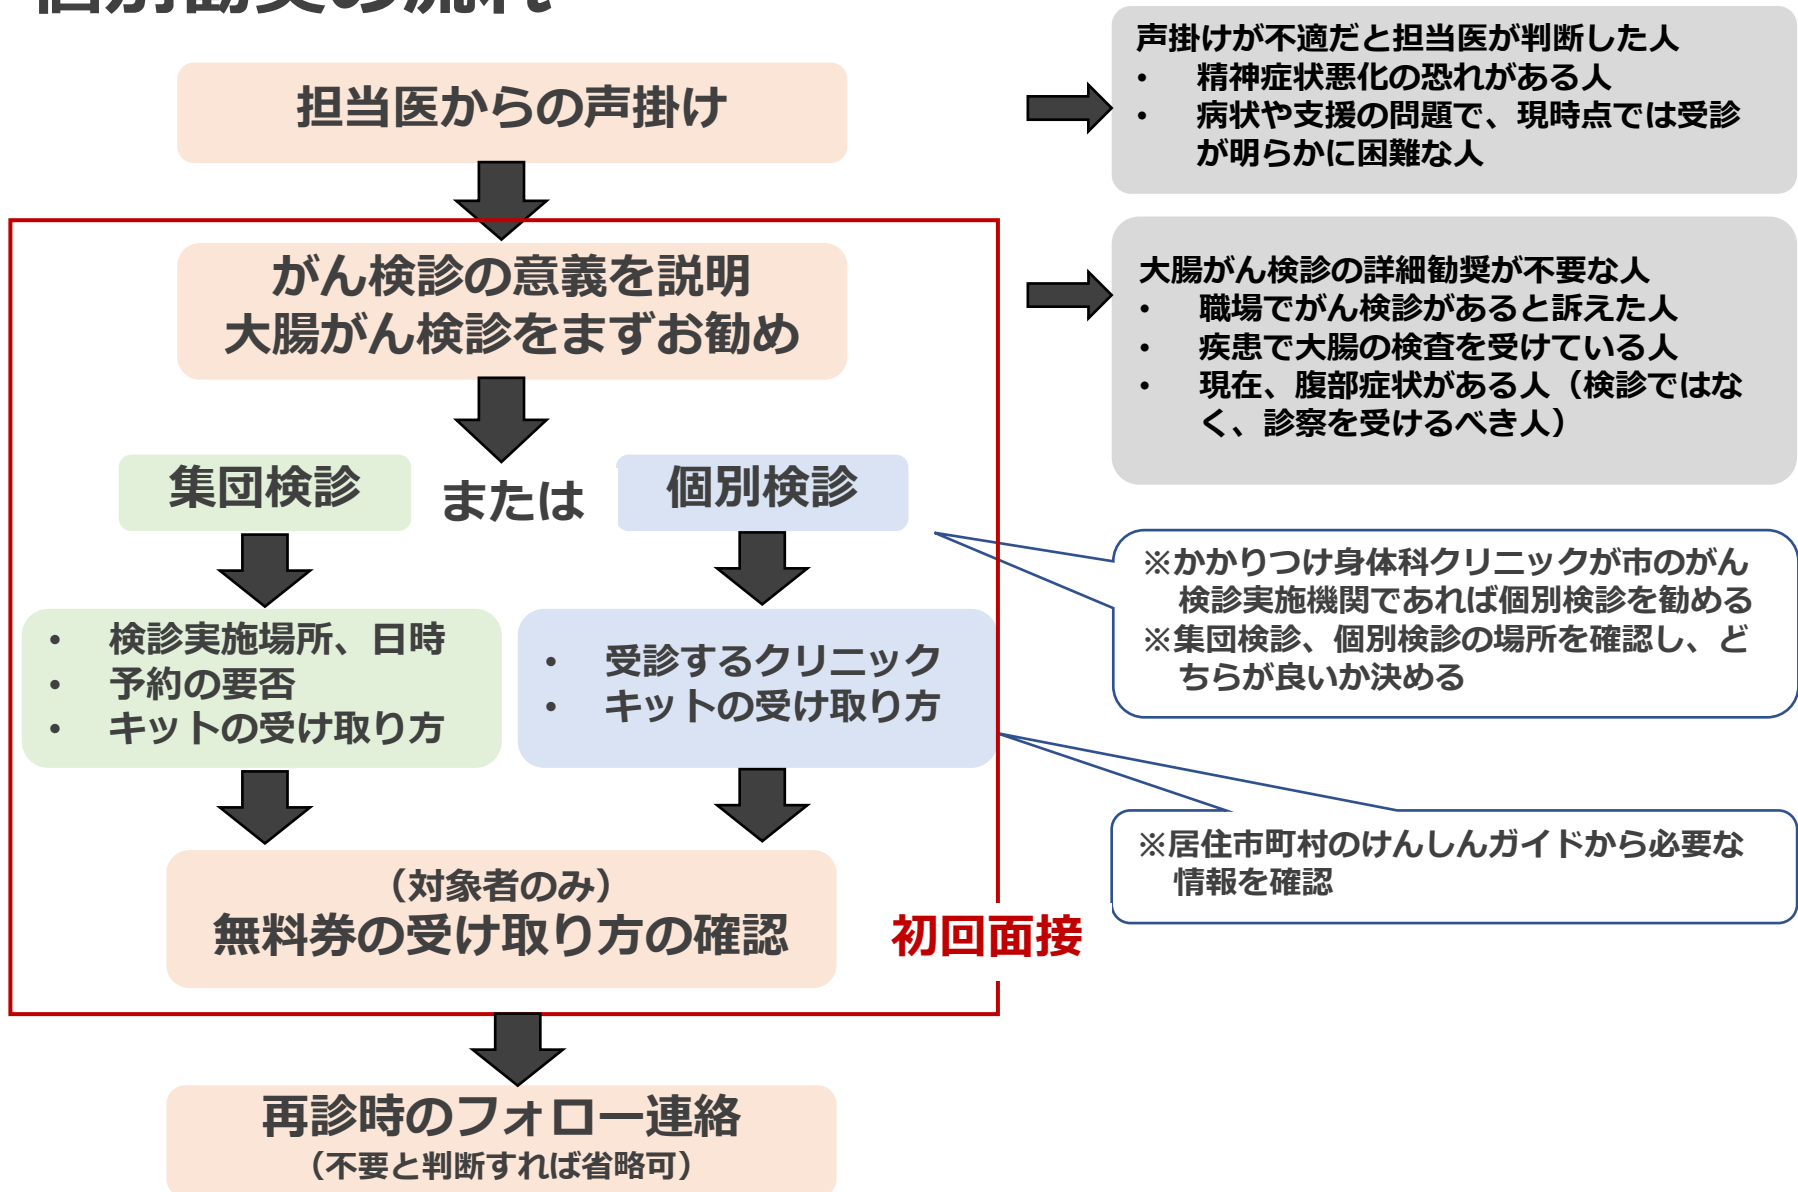 個別勧奨の流れ
担当医からの声掛け
声掛けが不適だと担当医が判断した人
• 精神症状悪化の恐れがある人
• 病状や支援の問題で、現時点では受診
が明らかに困難な人
がん検診の意義を説明
大腸がん検診をまずお勧め
大腸がん検診の詳細勧奨が不要な人
• 職場でがん検診があると訴えた人
• 疾患で大腸の検査を受けている人
• 現在、腹部症状がある人（検診ではな
く、診察を受けるべき人）
集団検診
または
個別検診
※かかりつけ身体科クリニックが市のがん
検診実施機関であれば個別検診を勧める
※集団検診、個別検診の場所を確認し、ど
ちらが良いか決める
• 検診実施場所、日時
• 予約の要否
• キットの受け取り方
• 受診するクリニック
• キットの受け取り方
※居住市町村のけんしんガイドから必要な
情報を確認
（対象者のみ）
無料券の受け取り方の確認
初回面接
再診時のフォロー連絡
（不要と判断すれば省略可）